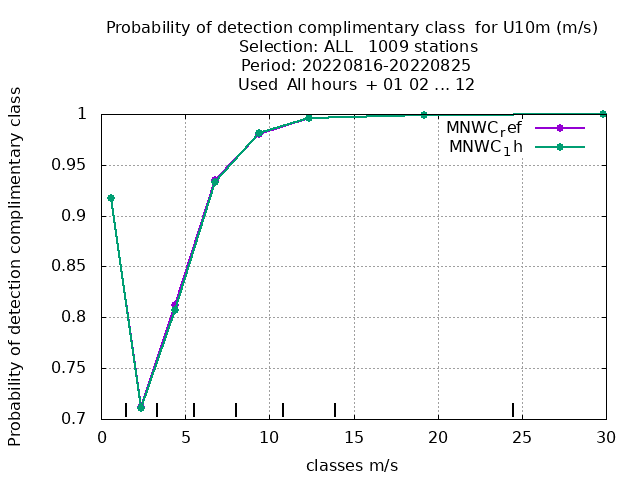 Probability of detection complimentary class  for U10m (m/s)
Selection: ALL   1009 stations
Period: 20220816-20220825
Used  All hours  + 01 02 ... 12
Probability of detection complimentary class
1
0.95
0.9
0.85
0.8
0.75
0.7
MNWC_ref
MNWC_1h
0 5 10 15 20 25 30
classes m/s